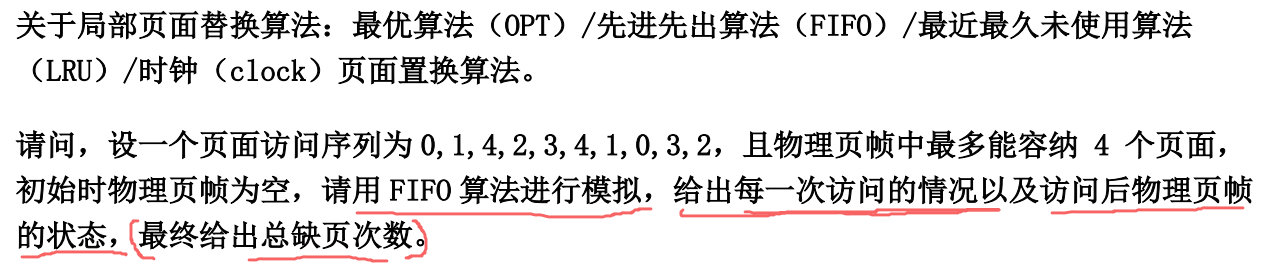 关于局部页面替换算法：最优算法（OPT）/先进先出算法（FIFO）/最近最久未使用算法
（LRU）/时钟（clock）页面置换算法。
请问，设一个页面访问序列为0,1,4,2,3,4,1,0,3,2，且物理页帧中最多能容纳 4 个页面，
初始时物理页帧为空，请用FIFO算法进行模拟，给出每一次访问的情况以及访问后物理页帧
的状态，最终给出总缺页次数。